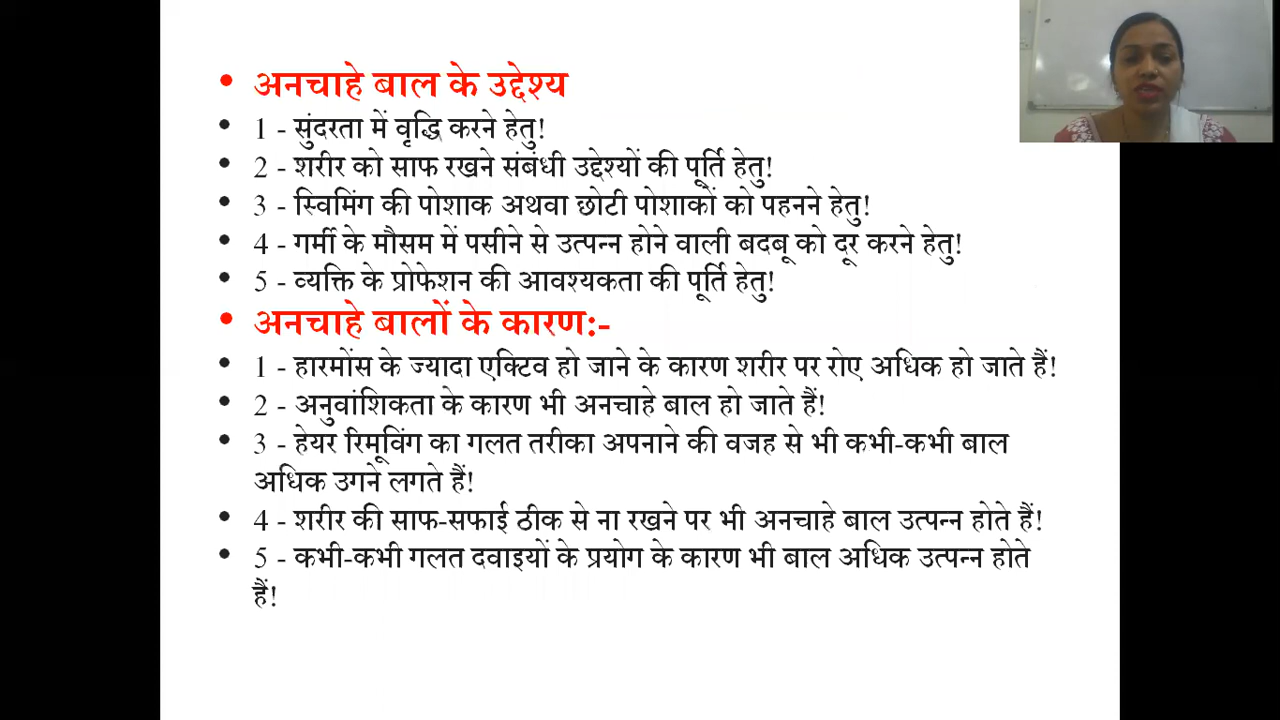 • अनचाहे बाल के उद्देश्य
• 1 - सुंदरता में वृद्धि करने हेतु!
• 2 - शरीर को साफ रखने संबंधी उद्देश्यों की पूर्ति हेतु!
• 3 - स्विमिंग की पोशाक अथवा छोटी पोशाकों को पहनने हेतु!
• 4 - गर्मी के मौसम में पसीने से उत्पन्न होने वाली बदबू को दूर करने हेतु!
• 5 - व्यक्ति के प्रोफेशन की आवश्यकता की पूर्ति हेतु!
• अनचाहे बालों के कारण:-
• 1 - हारमोंस के ज्यादा एक्टिव हो जाने के कारण शरीर पर रोए अधिक हो जाते हैं!
• 2 - अनुवांशिकता के कारण भी अनचाहे बाल हो जाते हैं!
• 3 - हेयर रिमूविंग का गलत तरीका अपनाने की वजह से भी कभी-कभी बाल
अधिक उगने लगते हैं!
• 4 - शरीर की साफ-सफाई ठीक से ना रखने पर भी अनचाहे बाल उत्पन्न होते हैं!
• 5 - कभी-कभी गलत दवाइयों के प्रयोग के कारण भी बाल अधिक उत्पन्न होते
हैं!